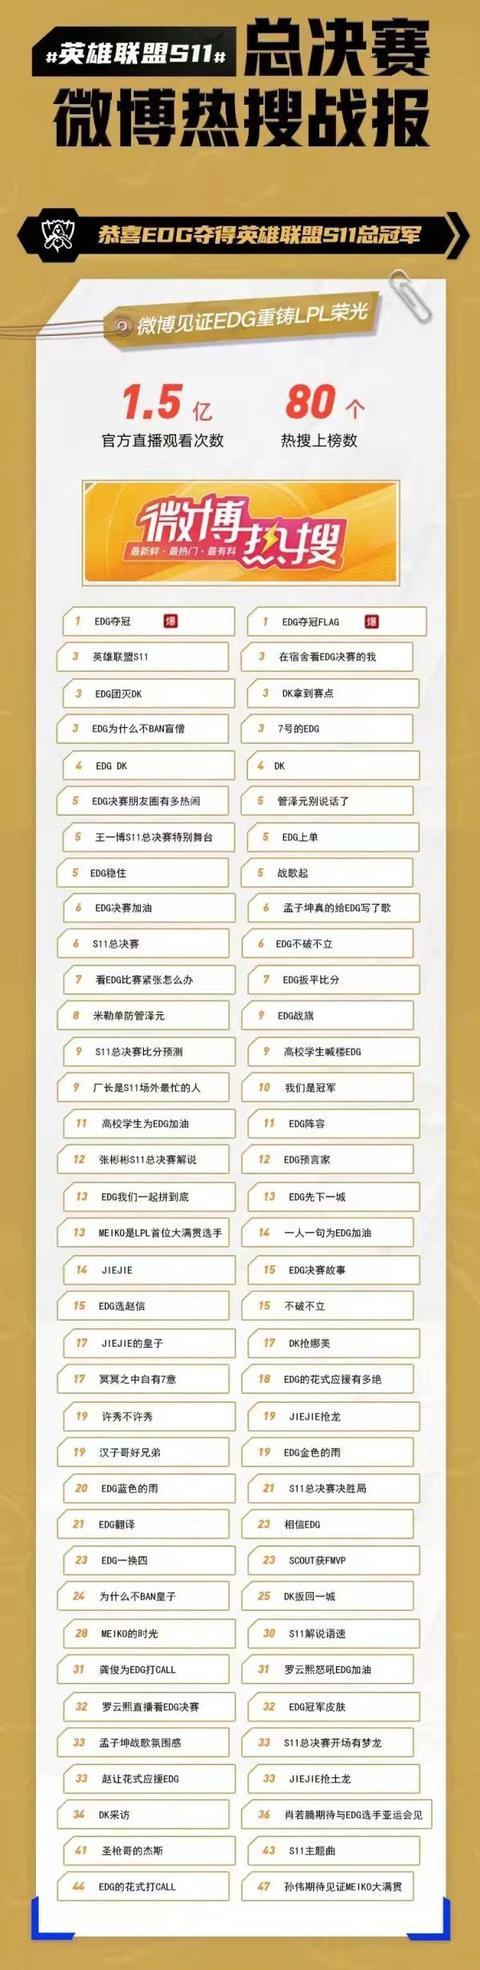 #英雄联盟S11# 总决赛
微博热搜战报
恭喜EDG夺得英雄联盟S11总冠军
微博见证EDG重铸LPL荣光
1.5亿 80个
官方直播观看次数 热搜上榜数
微博热搜
最新鲜·最热门·最有料
1 EDG夺冠 爆 1 EDG夺冠FLAG 爆
3 英雄联盟S11 3 在宿舍看EDG决赛的我
3 EDG团灭DK 3 DK拿到赛点
3 EDG为什么不BAN盲僧 3 7号的EDG
4 EDG DK 4 DK
5 EDG决赛朋友圈有多热闹 5 管泽元别说话了
5 王一博S11总决赛特别舞台 5 EDG上单
5 EDG稳住 5 战歌起
6 EDG决赛加油 6 孟子坤真的给EDG写了歌
6 S11总决赛 6 EDG不破不立
7 看EDG比赛紧张怎么办 7 EDG扳平比分
8 米勒单防管泽元 9 EDG战旗
9 S11总决赛比分预测 9 高校学生喊楼EDG
9 厂长是S11场外最忙的人 10 我们是冠军
11 高校学生为EDG加油 11 EDG阵容
12 张彬彬S11总决赛解说 12 EDG预言家
13 EDG我们一起拼到底 13 EDG先下一城
13 MEIKO是LPL首位大满贯选手 14 一人一句为EDG加油
14 JIEJIE 15 EDG决赛故事
15 EDG选赵信 15 不破不立
17 JIEJIE的皇子 17 DK抢娜美
17 冥冥之中自有7意 18 EDG的花式应援有多绝
19 许秀不许秀 19 JIEJIE抢龙
19 汉子哥好兄弟 19 EDG金色的雨
20 EDG蓝色的雨 21 S11总决赛决胜局
21 EDG翻译 23 相信EDG
23 EDG一换四 23 SCOUT获FMVP
24 为什么不BAN皇子 25 DK扳回一城
28 MEIKO的时光 30 S11解说语速
31 龚俊为EDG打CALL 31 罗云熙怒吼EDG加油
32 罗云熙直播看EDG决赛 32 EDG冠军皮肤
33 孟子坤战歌氛围感 33 S11总决赛开场有梦龙
33 赵让花式应援EDG 33 JIEJIE抢土龙
34 DK采访 36 肖若腾期待与EDG选手亚运会见
41 圣枪哥的杰斯 43 S11主题曲
44 EDG的花式打CALL 47 孙伟期待见证MEIKO大满贯